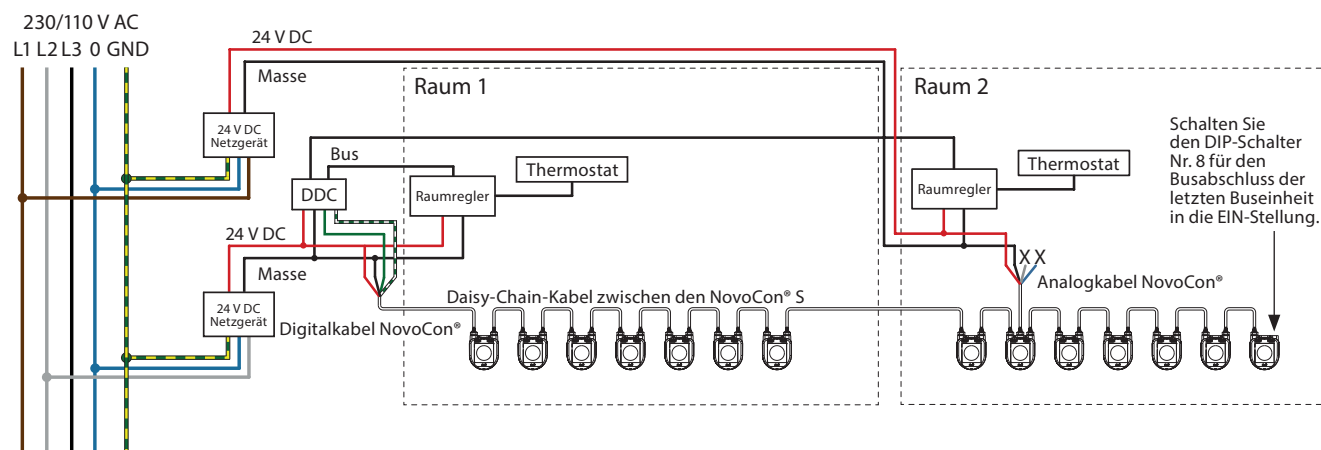 230/110 V AC
L1 L2 L3 0 GND
24 V DC
Masse
24 V DC
Netzgerät
Raum 1
Raum 2
Bus
DDC
Raumregler
Thermostat
Raumregler
Thermostat
Schalten Sie
den DIP-Schalter
Nr. 8 für den
Busabschluss der
letzten Buseinheit
in die EIN-Stellung.
24 V DC
Masse
24 V DC
Netzgerät
Digitalkabel NovoCon®
Daisy-Chain-Kabel zwischen den NovoCon® S
X X
Analogkabel NovoCon®